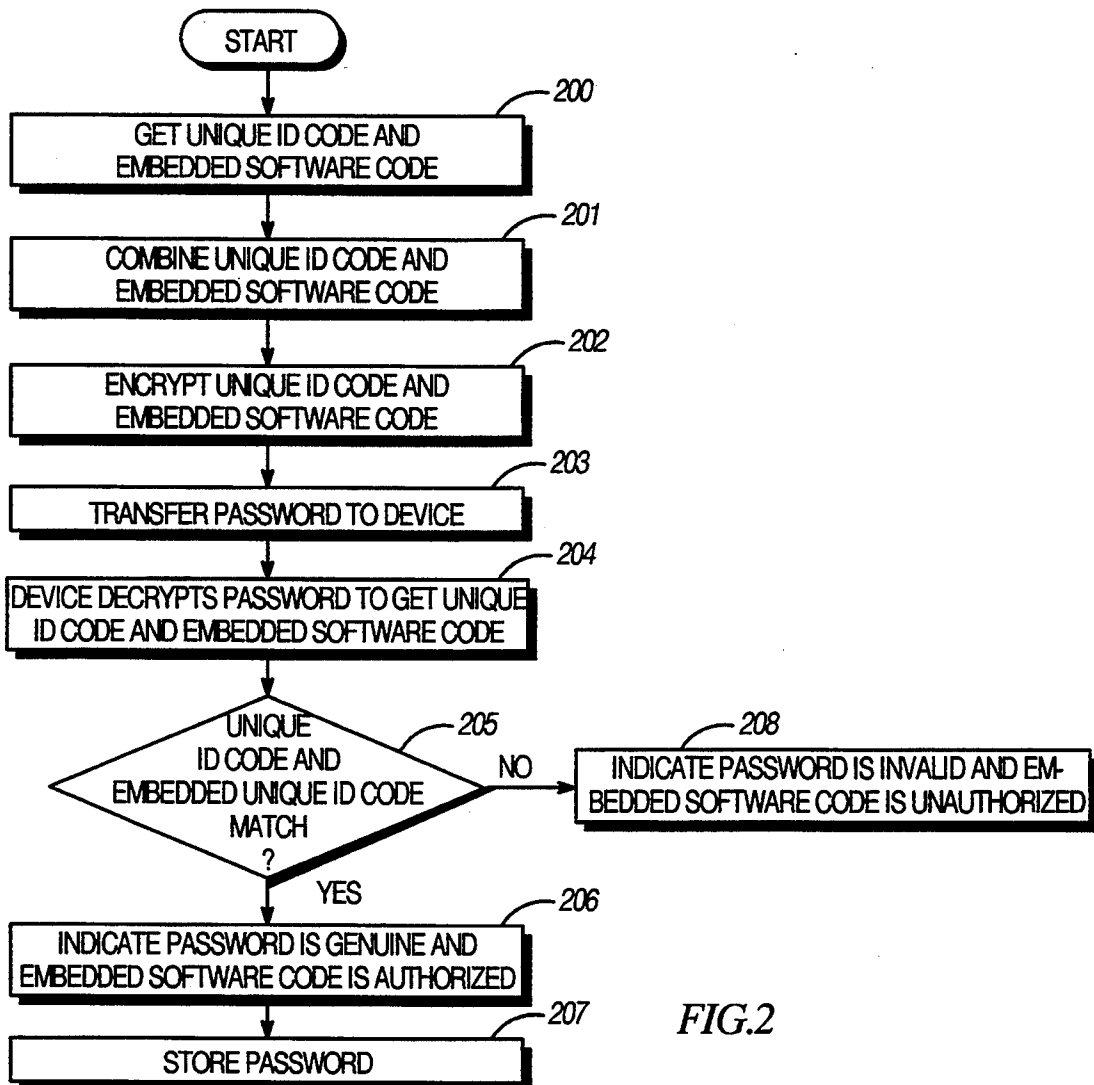 START
200
GET UNIQUE ID CODE AND
EMBEDDED SOFTWARE CODE
201
COMBINE UNIQUE ID CODE AND
EMBEDDED SOFTWARE CODE
202
ENCRYPT UNIQUE ID CODE AND
EMBEDDED SOFTWARE CODE
203
TRANSFER PASSWORD TO DEVICE
204
DEVICE DECRYPTS PASSWORD TO GET UNIQUE
ID CODE AND EMBEDDED SOFTWARE CODE
205
UNIQUE
ID CODE AND
EMBEDDED UNIQUE ID CODE
MATCH
?
NO
208
INDICATE PASSWORD IS INVALID AND EM-
BEDDED SOFTWARE CODE IS UNAUTHORIZED
YES
206
INDICATE PASSWORD IS GENUINE AND
EMBEDDED SOFTWARE CODE IS AUTHORIZED
207
STORE PASSWORD
FIG.2